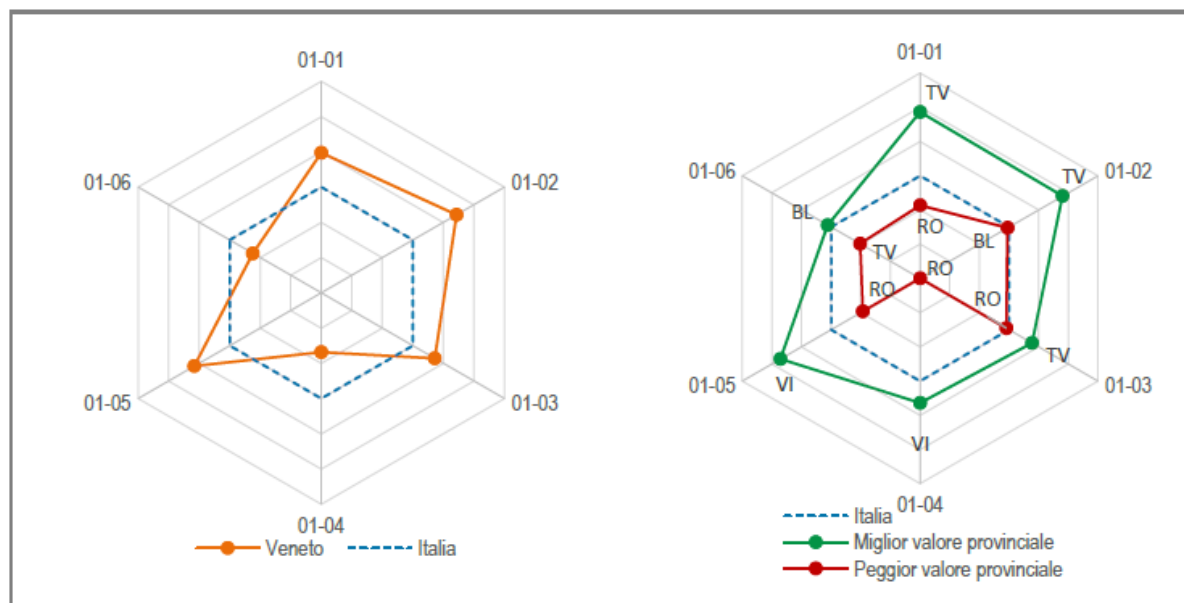 01-01
01-06
01-02
01-05
01-03
01-04
Veneto
Italia
01-01
TV
01-06
TV
01-02
BL
RO
BL
TV
RO
RO
RO
TV
01-05
VI
01-03
VI
01-04
Italia
Miglior valore provinciale
Peggior valore provinciale